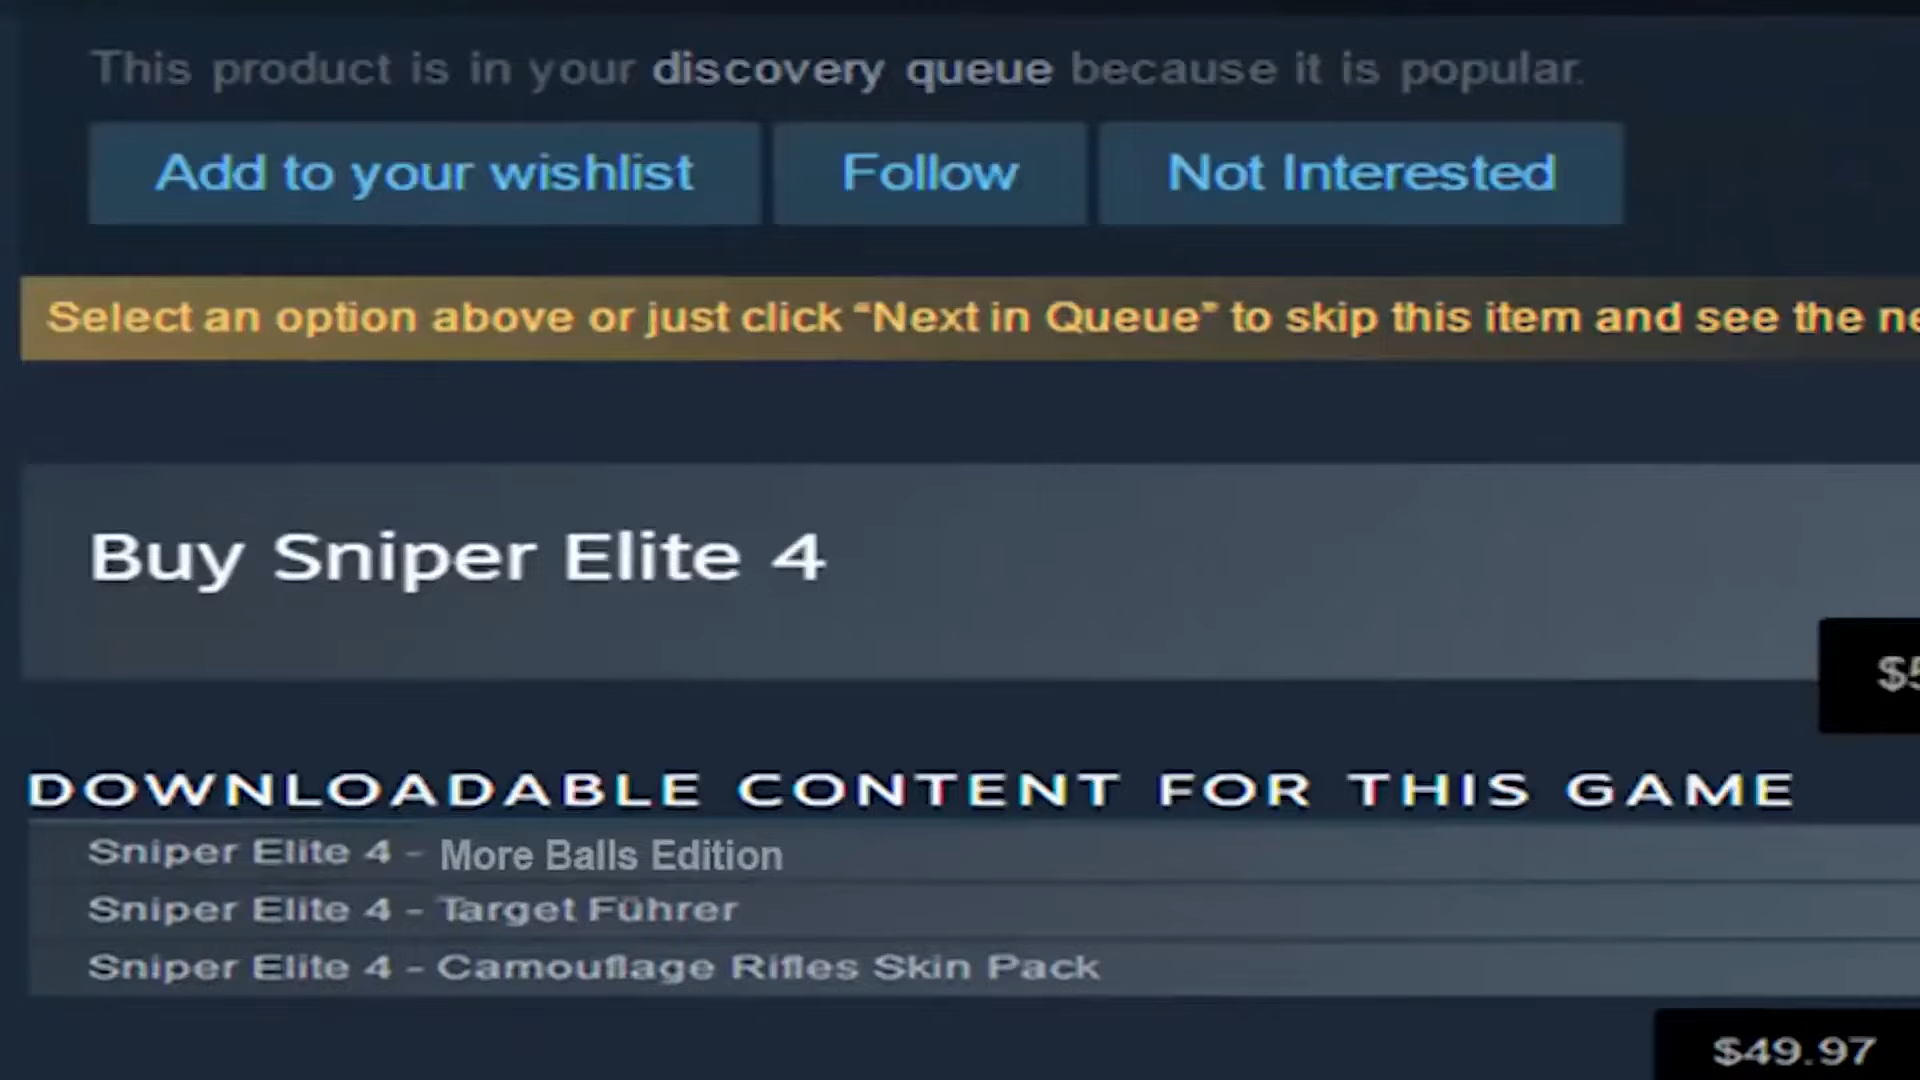 This product is in your discovery queue because it is popular.
Add to your wishlist Follow Not Interested
Select an option above or just click “Next in Queue” to skip this item and see the
Buy Sniper Elite 4
$5
DOWNLOADABLE CONTENT FOR THIS GAME
Sniper Elite 4 - More Balls Edition
Sniper Elite 4 - Target Führer
Sniper Elite 4 - Camouflage Rifles Skin Pack
$49.97